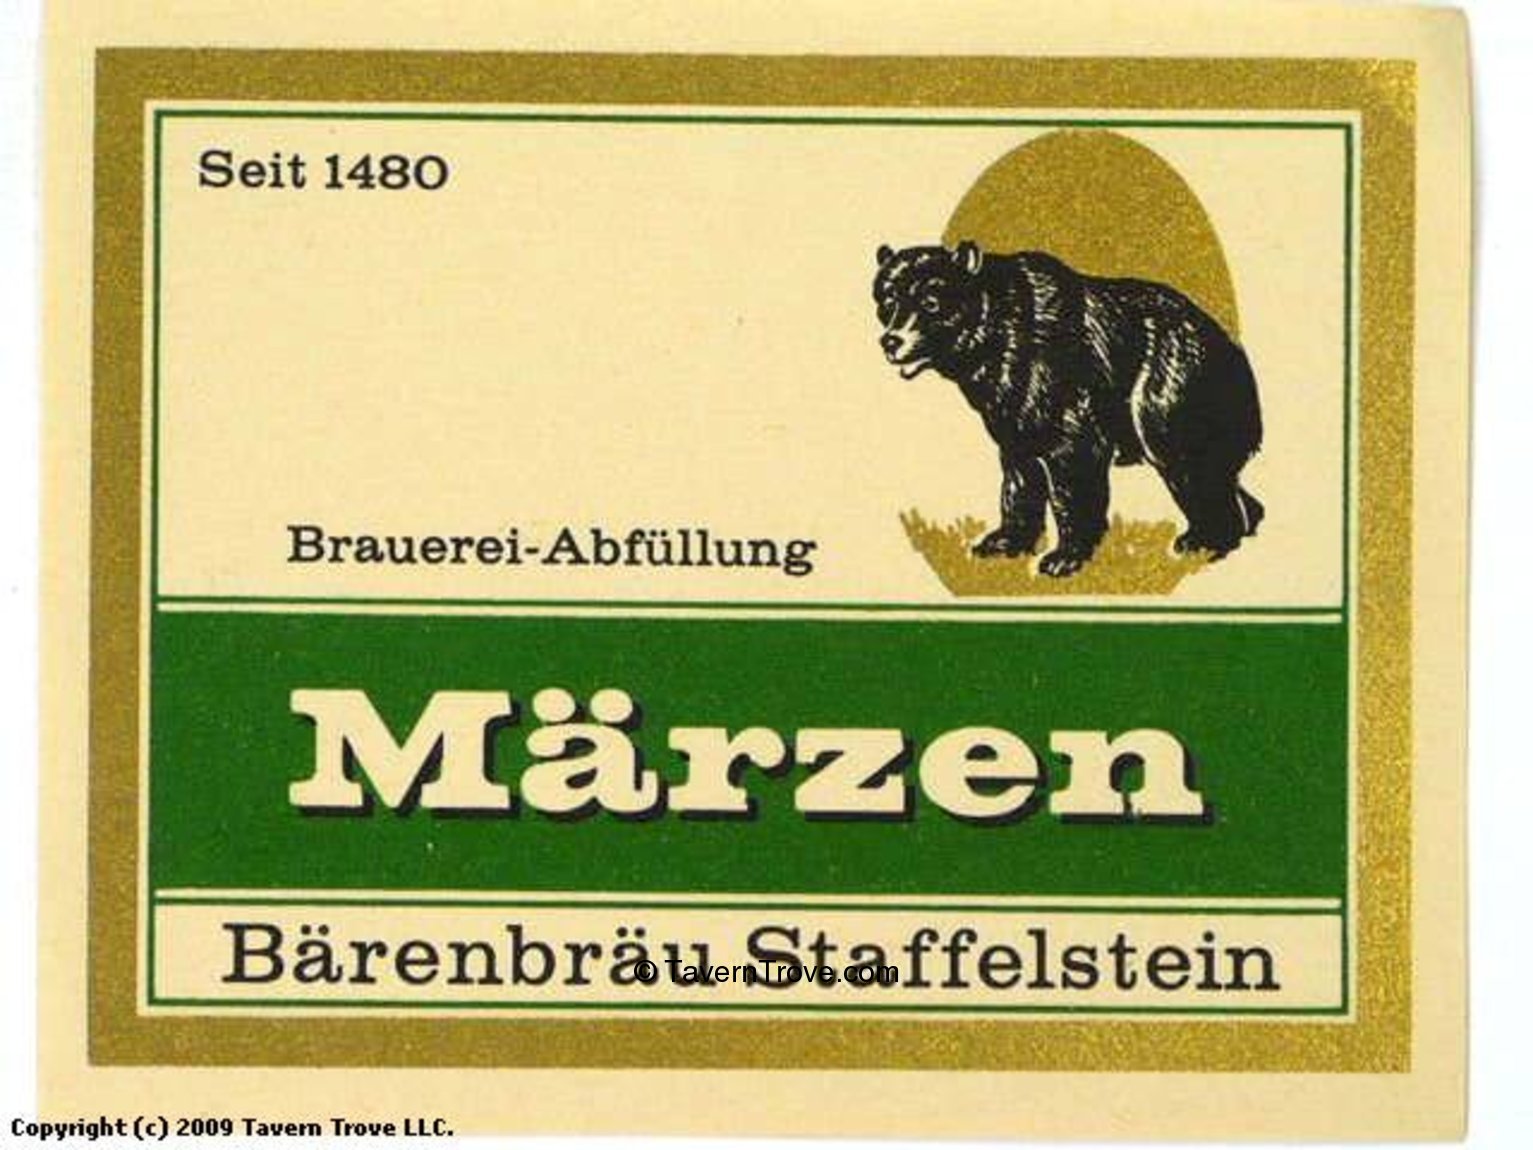 Seit 1480
Brauerei-Abfüllung
Märzen
Bärenbräu Staffelstein
© TavernTrove.com
Copyright (c) 2009 Tavern Trove LLC.